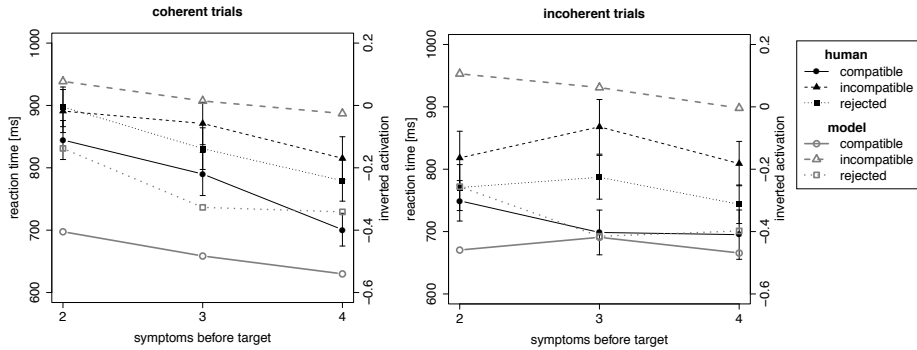 coherent trials
reaction time [ms]
1000
900
800
700
600
0.2
0
−0.2
−0.4
−0.6
inverted activation
2
3
4
symptoms before target
incoherent trials
reaction time [ms]
1000
900
800
700
600
0.2
0
−0.2
−0.4
−0.6
inverted activation
2
3
4
symptoms before target
human
compatible
incompatible
rejected
model
compatible
incompatible
rejected